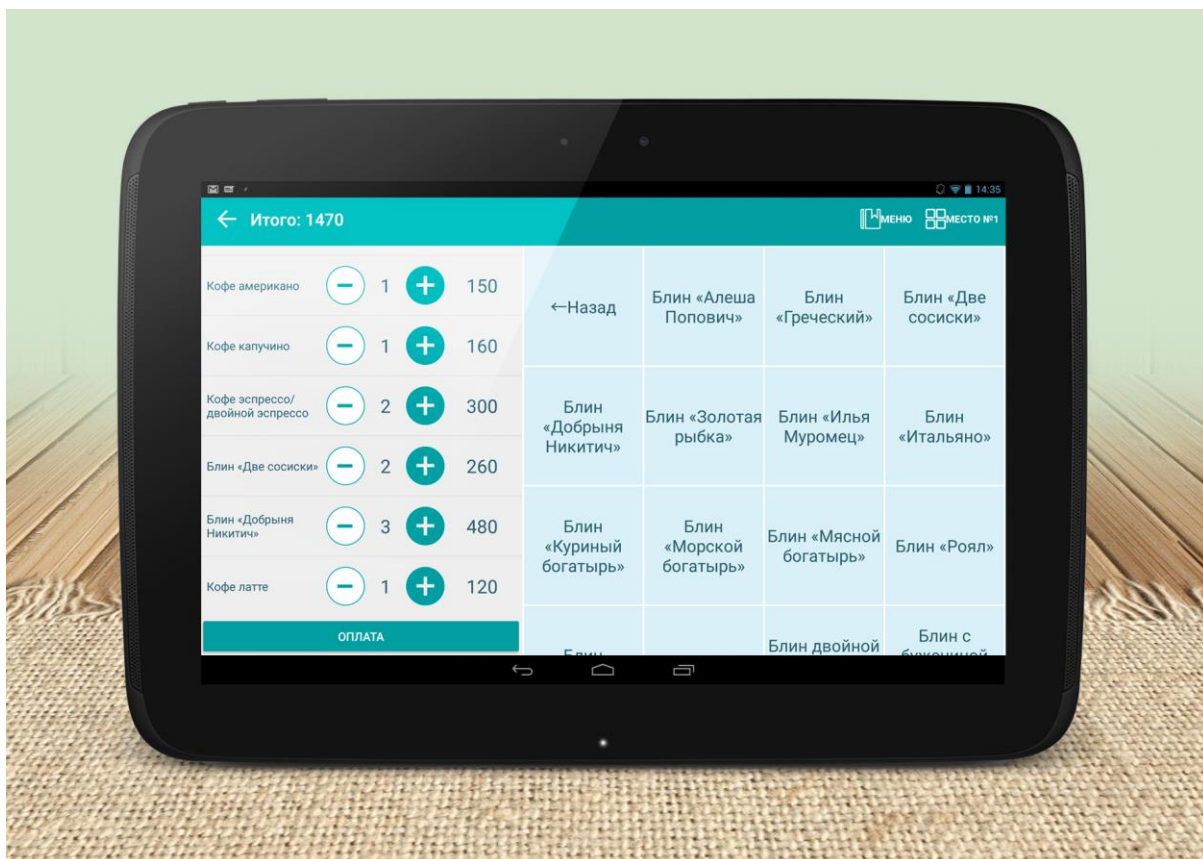 14:35
← Итого: 1470
МЕНЮ
МЕСТО №1
Кофе американо
1
150
Кофе капучино
1
160
Кофе эспрессо/
двойной эспрессо
2
300
Блин «Две сосиски»
2
260
Блин «Добрыня
Никитич»
3
480
Кофе латте
1
120
ОПЛАТА
←Назад
Блин «Алеша
Попович»
Блин
«Греческий»
Блин «Две
сосиски»
Блин
«Добрыня
Никитич»
Блин «Золотая
рыбка»
Блин «Илья
Муромец»
Блин
«Итальяно»
Блин
«Куриный
богатырь»
Блин
«Морской
богатырь»
Блин «Мясной
богатырь»
Блин «Роял»
Блин
Блин двойной
Блин с
бужениной